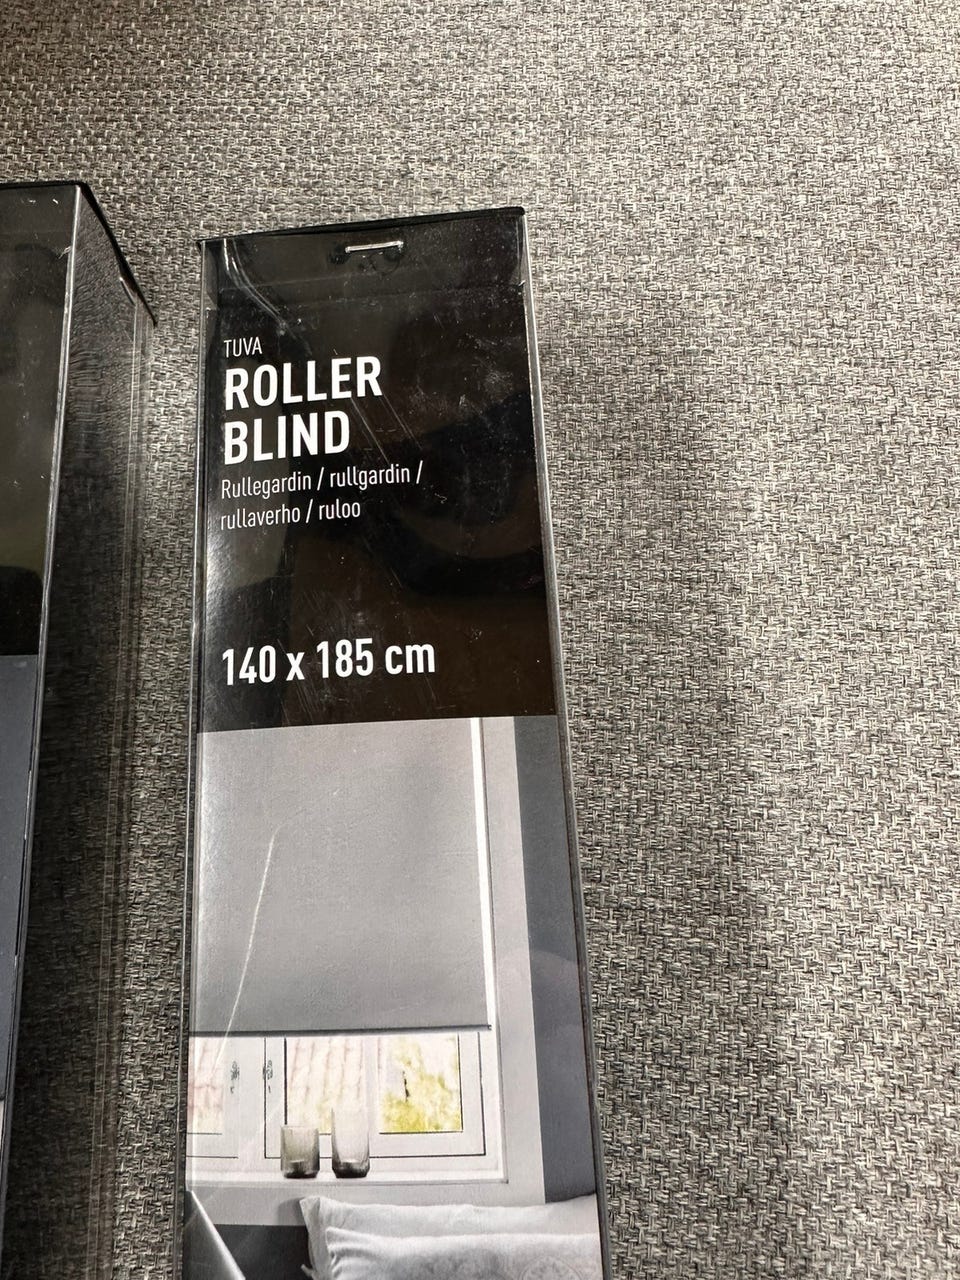 TUVA
ROLLER
BLIND
Rullegardin / rullgardin /
rullaverho / ruloo
140 x 185 cm